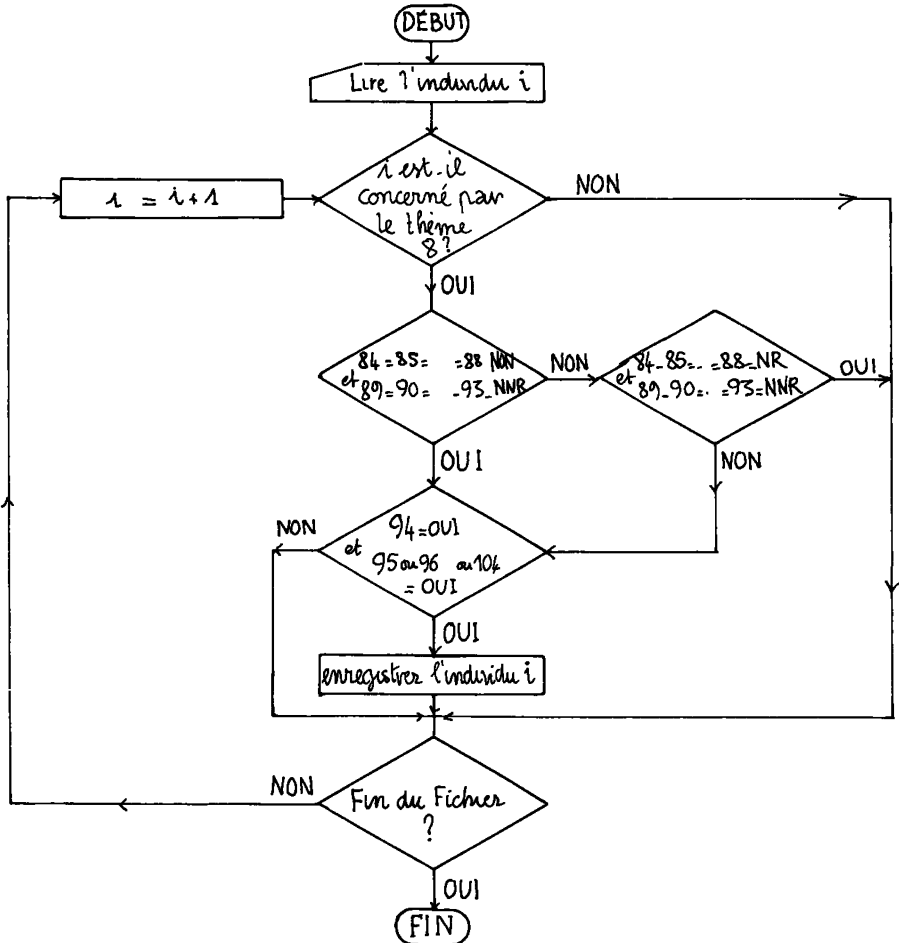 DÉBUT
Lire l'individu i
i = i+1
i est-il
concerné par
le thème
8?
NON
OUI
84=85= =88 NON
et 89=90= -93-NNR
NON
84-85=.. =88-NR
et 89-90=.. =93=NNR
OUI
OUI
NON
NON
94=OUI
et
95 ou 96 ou 104
= OUI
OUI
enregistrer l'individu i
NON
Fin du Fichier
?
OUI
FIN